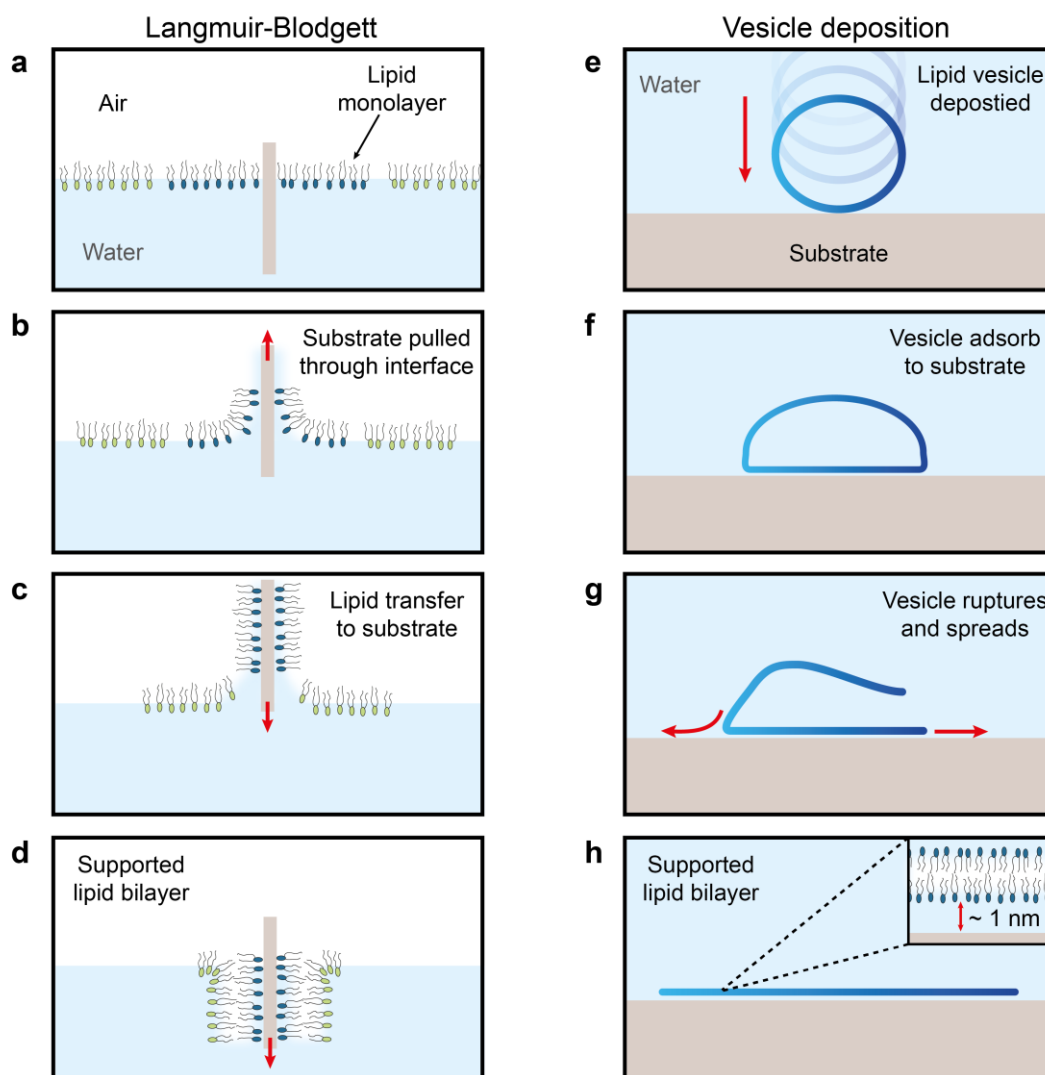 Langmuir-Blodgett
a
Air
Lipid
monolayer
Water
b
Substrate pulled
through interface
c
Lipid transfer
to substrate
d
Supported
lipid bilayer
Vesicle deposition
e
Water
Lipid vesicle
depostied
Substrate
f
Vesicle adsorb
to substrate
g
Vesicle ruptures
and spreads
h
Supported
lipid bilayer
~ 1 nm